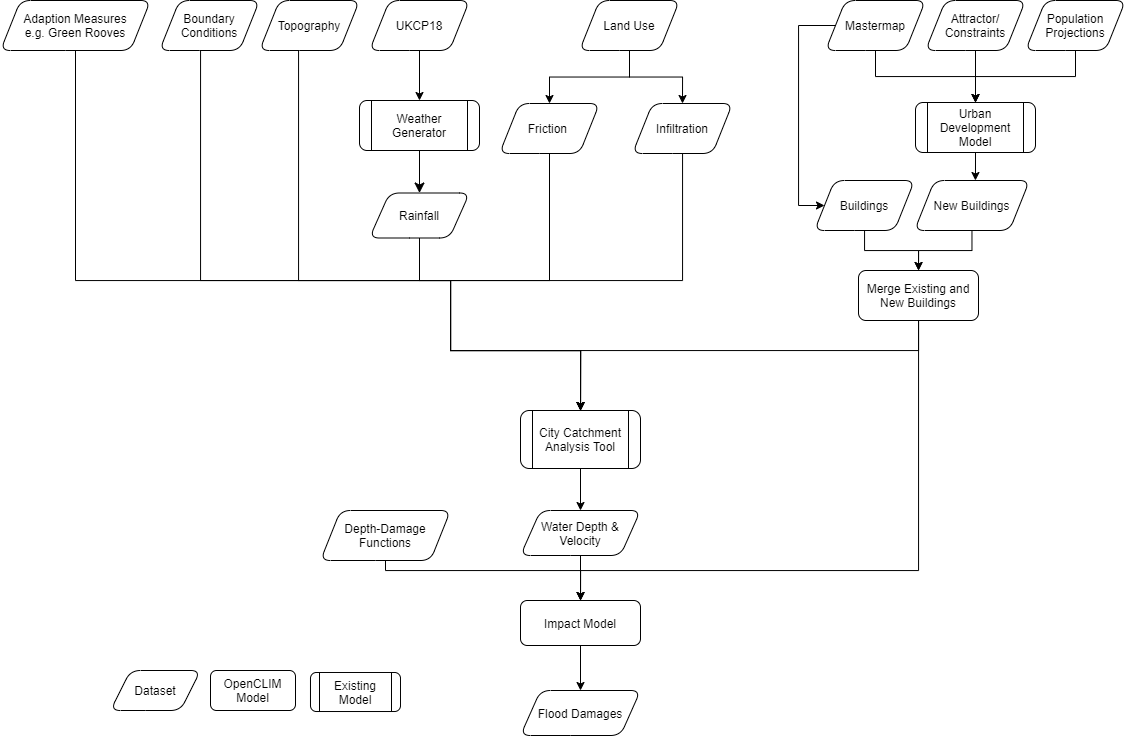 Adaption Measures
e.g. Green Rooves
Boundary
Conditions
Topography
UKCP18
Land Use
Mastermap
Attractor/
Constraints
Population
Projections
Weather
Generator
Friction
Infiltration
Urban
Development
Model
Rainfall
Buildings
New Buildings
Merge Existing and
New Buildings
City Catchment
Analysis Tool
Depth-Damage
Functions
Water Depth &
Velocity
Impact Model
Dataset
OpenCLIM
Model
Existing
Model
Flood Damages